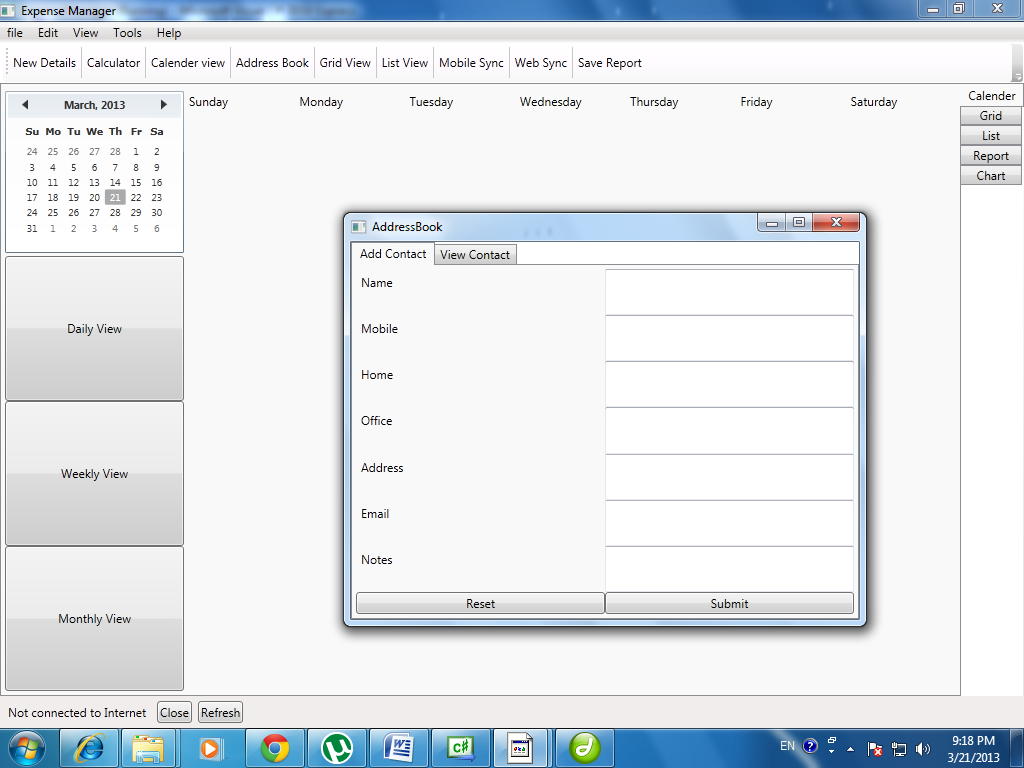 Expense Manager
file Edit View Tools Help
New Details Calculator Calender view Address Book Grid View List View Mobile Sync Web Sync Save Report
March, 2013
Su Mo Tu We Th Fr Sa
24 25 26 27 28 1 2
3 4 5 6 7 8 9
10 11 12 13 14 15 16
17 18 19 20 21 22 23
24 25 26 27 28 29 30
31 1 2 3 4 5 6
Daily View
Weekly View
Monthly View
Sunday Monday Tuesday Wednesday Thursday Friday Saturday
Calender
Grid
List
Report
Chart
AddressBook
Add Contact View Contact
Name
Mobile
Home
Office
Address
Email
Notes
Reset Submit
Not connected to Internet Close Refresh
EN
9:18 PM
3/21/2013